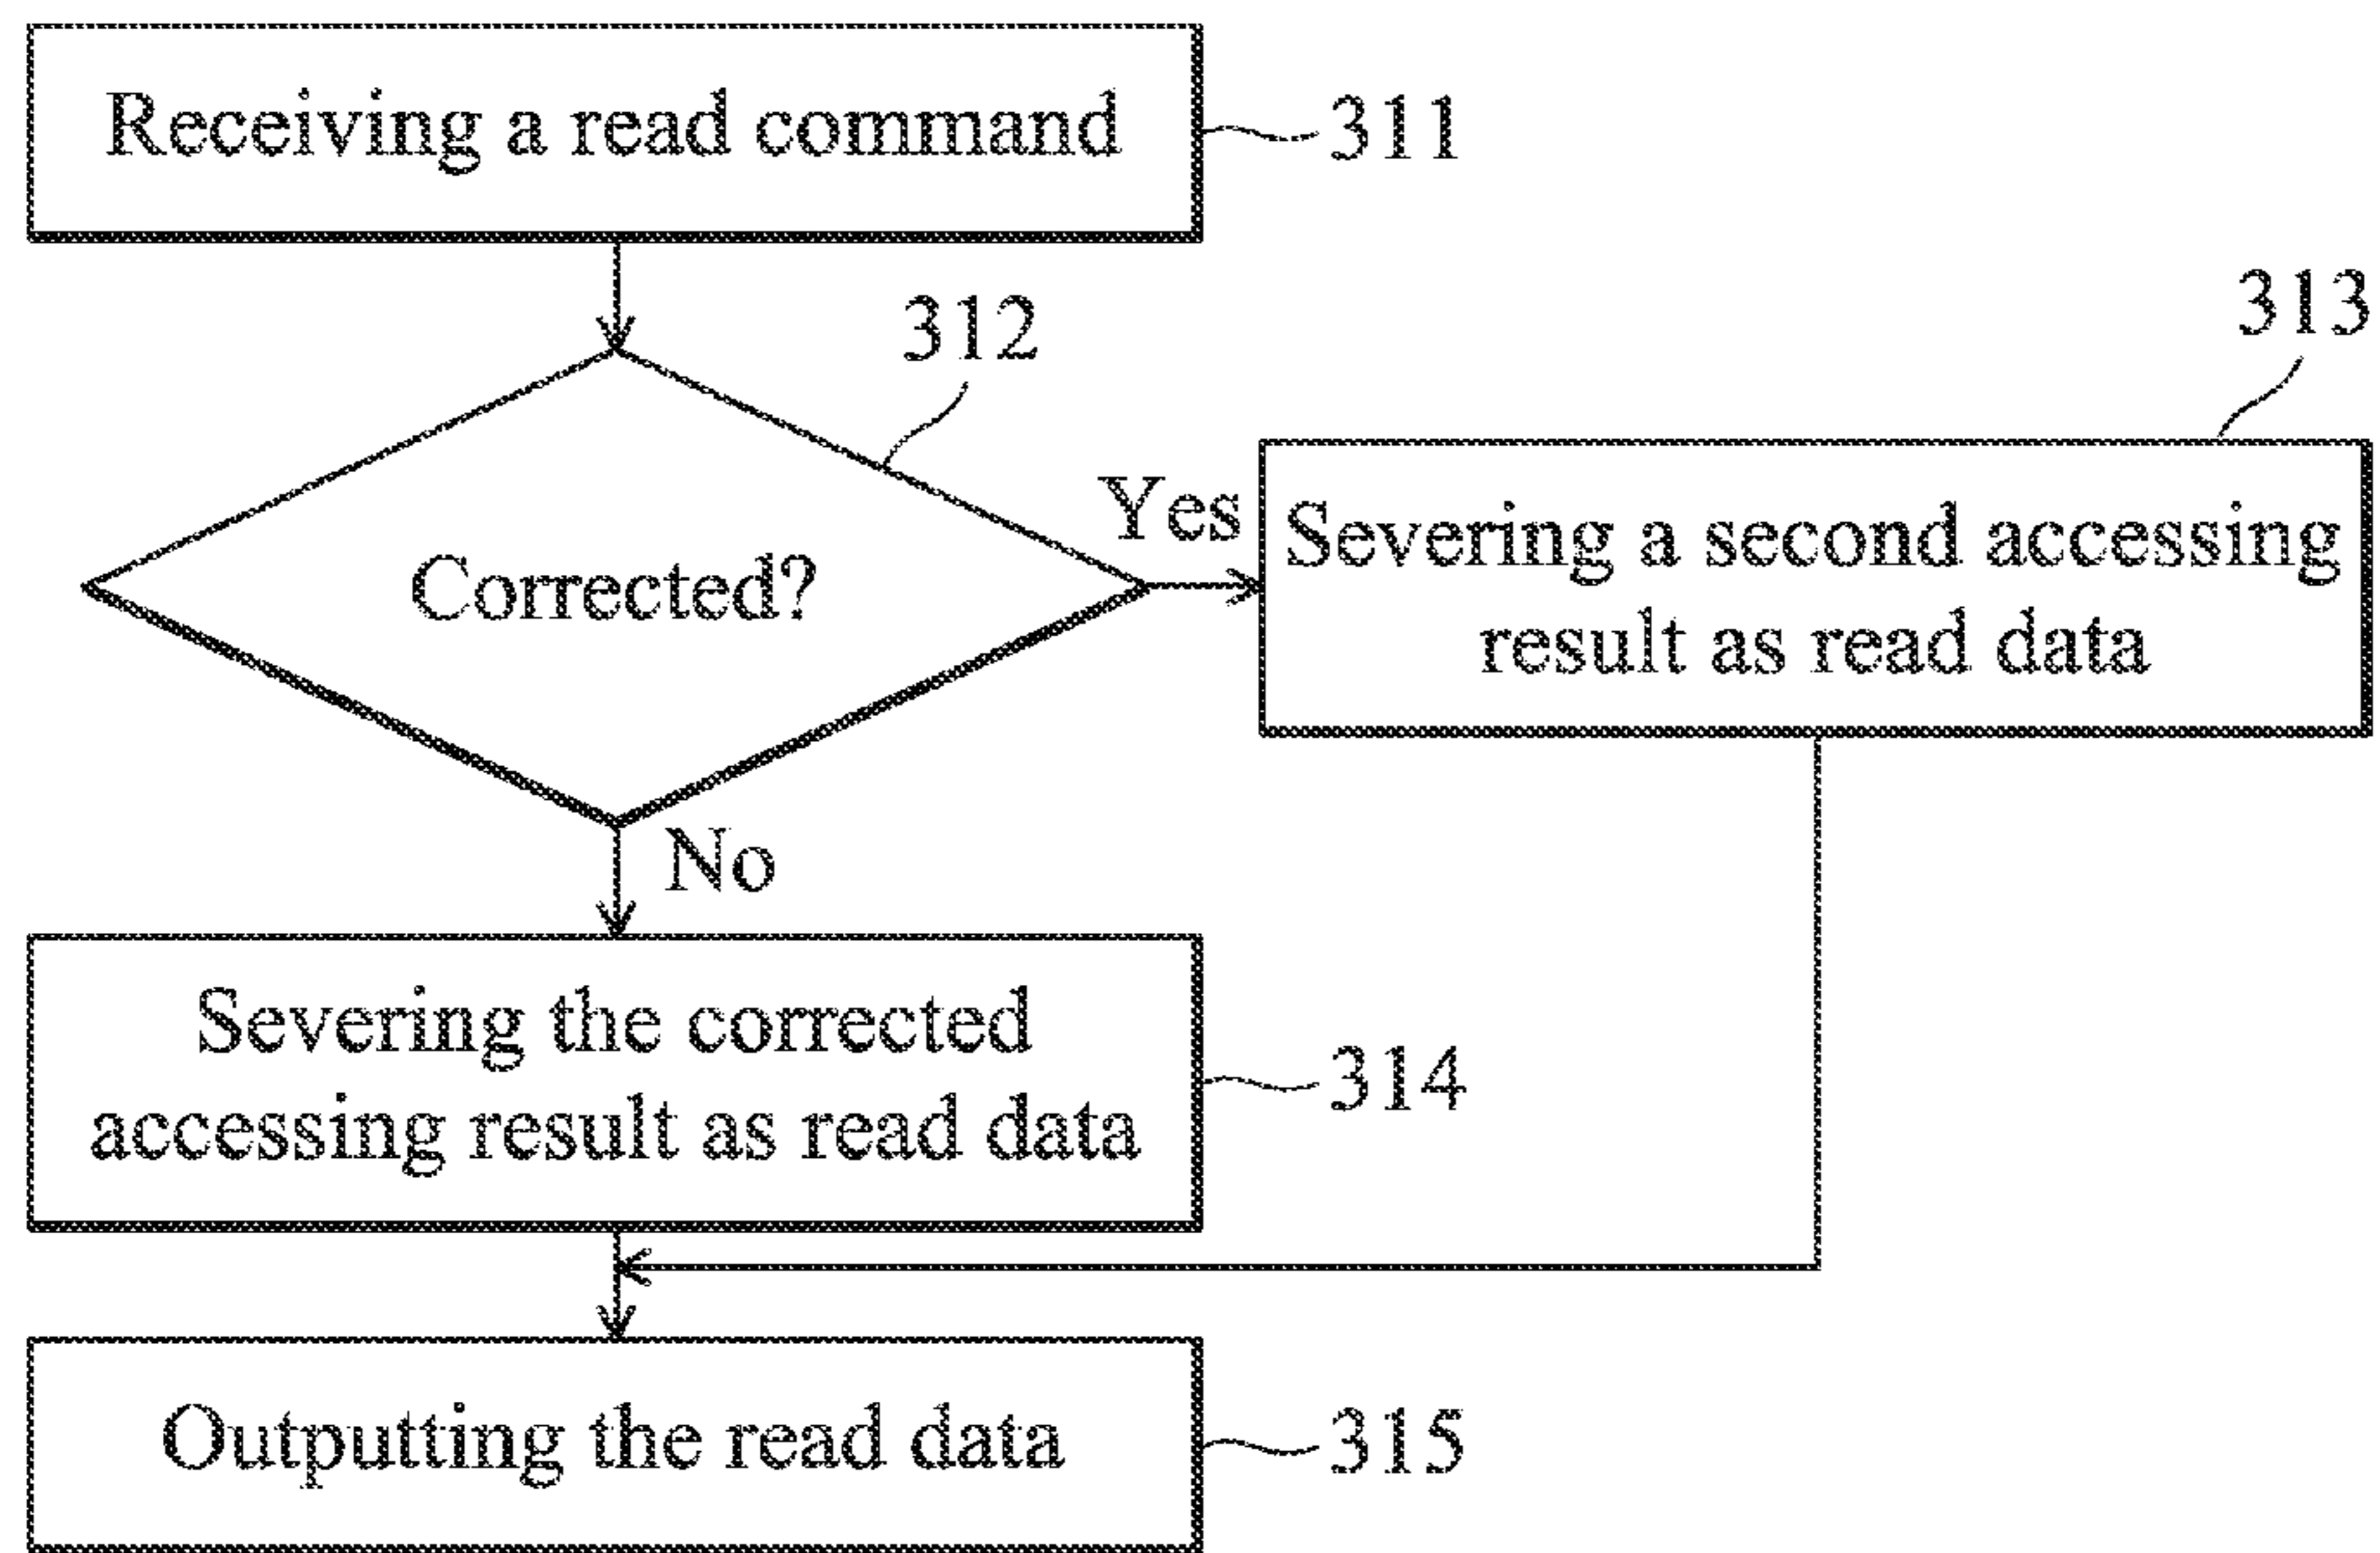 Receiving a read command
311
312
313
Corrected?
Yes
Severing a second accessing
result as read data
No
Severing the corrected
accessing result as read data
314
Outputting the read data
315